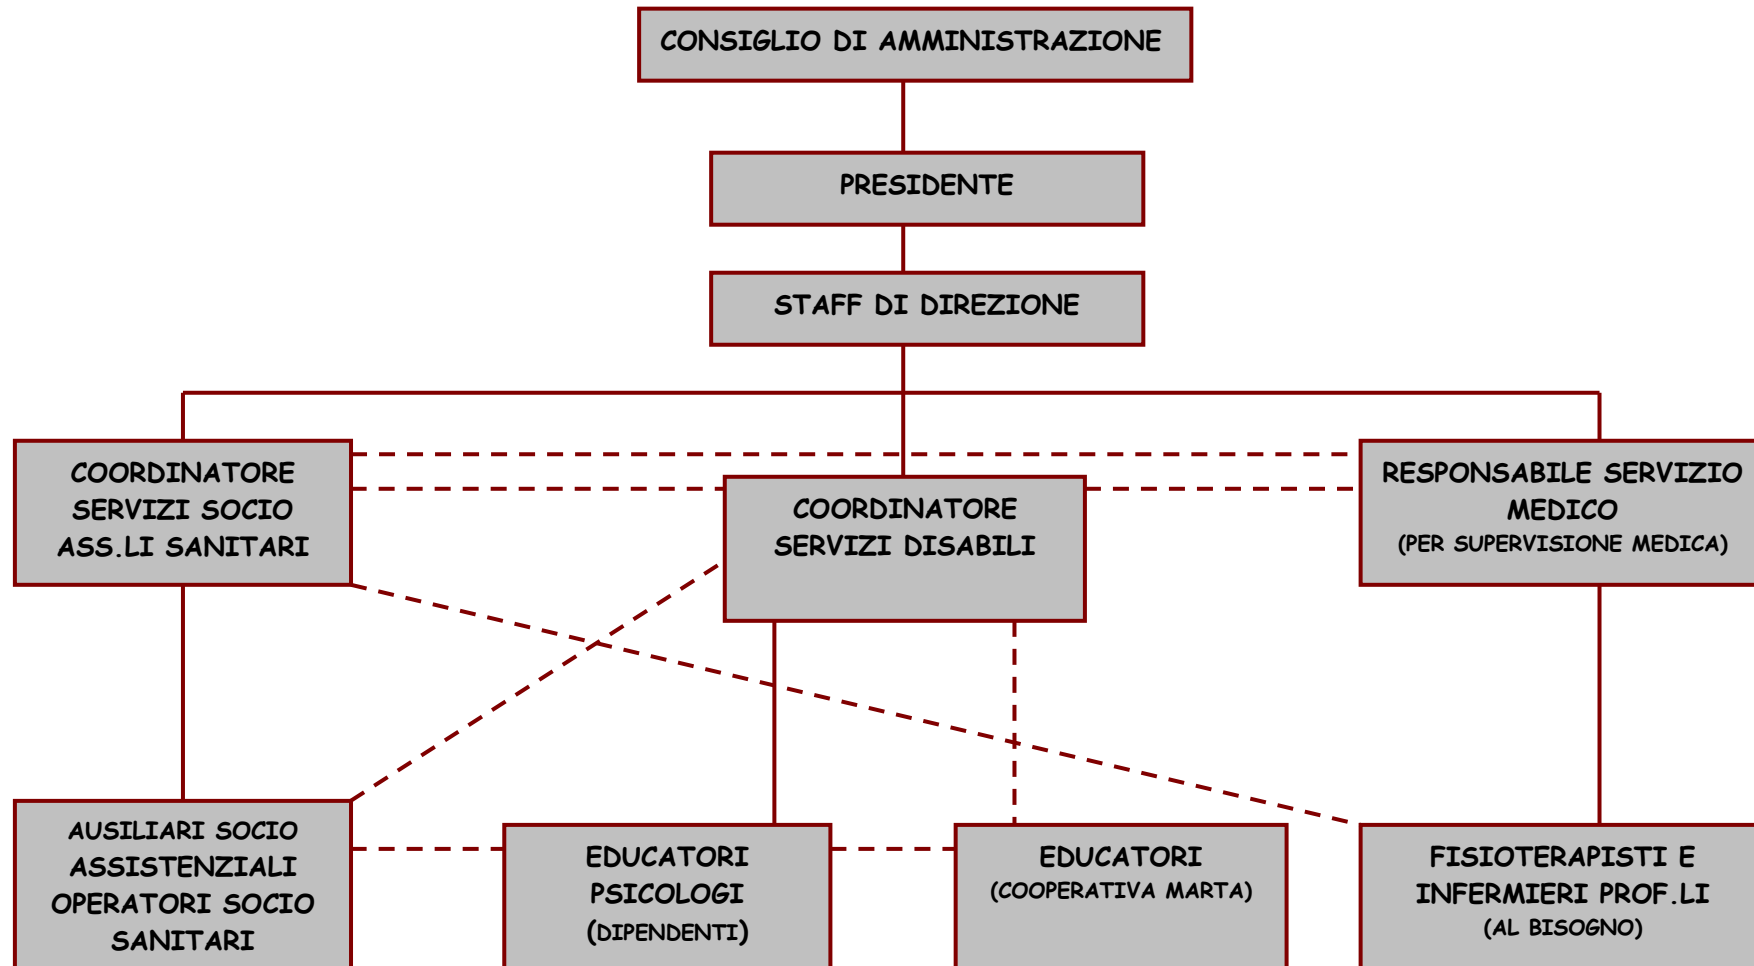 CONSIGLIO DI AMMINISTRAZIONE
PRESIDENTE
STAFF DI DIREZIONE
COORDINATORE
SERVIZI SOCIO
ASS.LI SANITARI
COORDINATORE
SERVIZI DISABILI
RESPONSABILE SERVIZIO
MEDICO
(PER SUPERVISIONE MEDICA)
AUSILIARI SOCIO
ASSISTENZIALI
OPERATORI SOCIO
SANITARI
EDUCATORI
PSICOLOGI
(DIPENDENTI)
EDUCATORI
(COOPERATIVA MARTA)
FISIOTERAPISTI E
INFERMIERI PROF.LI
(AL BISOGNO)